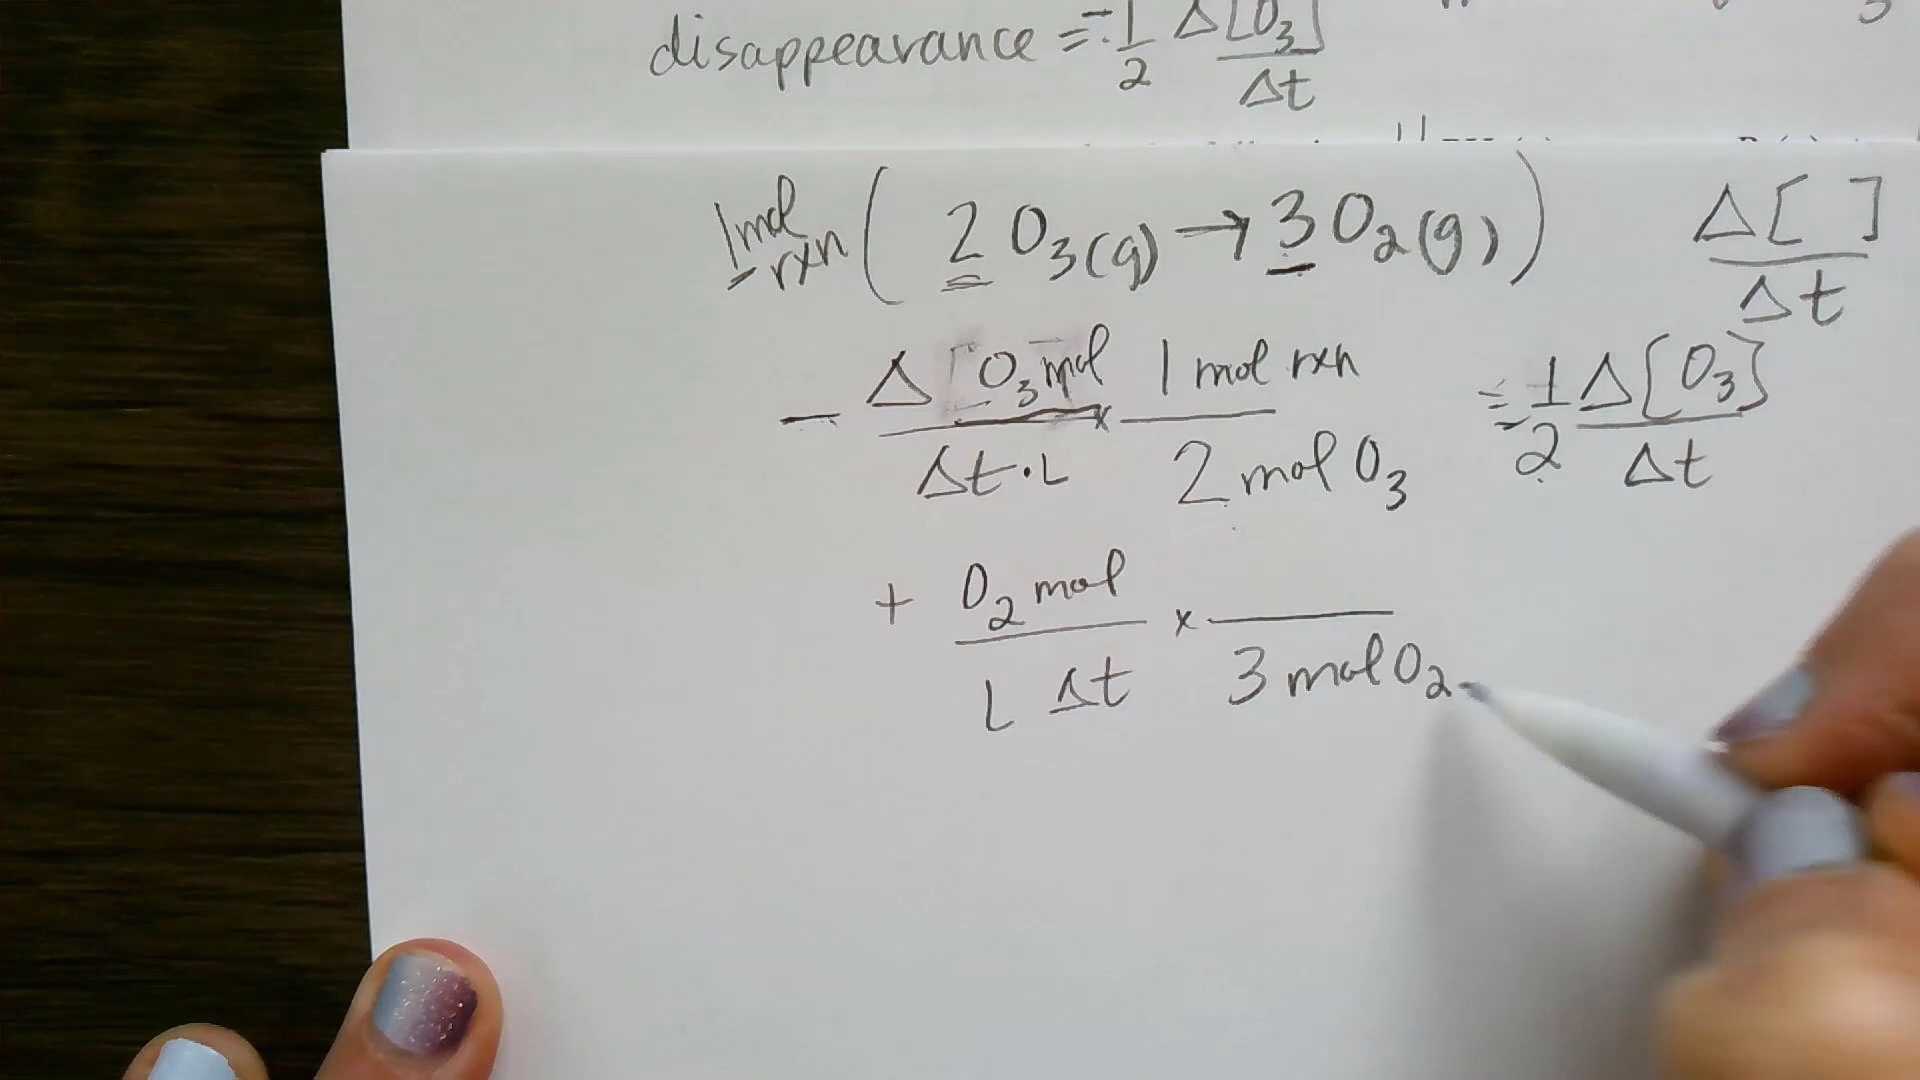 disappearance = -1/2 Δ[O₃]/Δt
1 mol rxn ( 2 O₃(g) → 3 O₂(g) ) Δ[ ]/Δt
- Δ[O₃ mol/Δt · L × 1 mol rxn/2 mol O₃ = -1/2 Δ[O₃]/Δt
+ O₂ mol/L Δt × /3 mol O₂